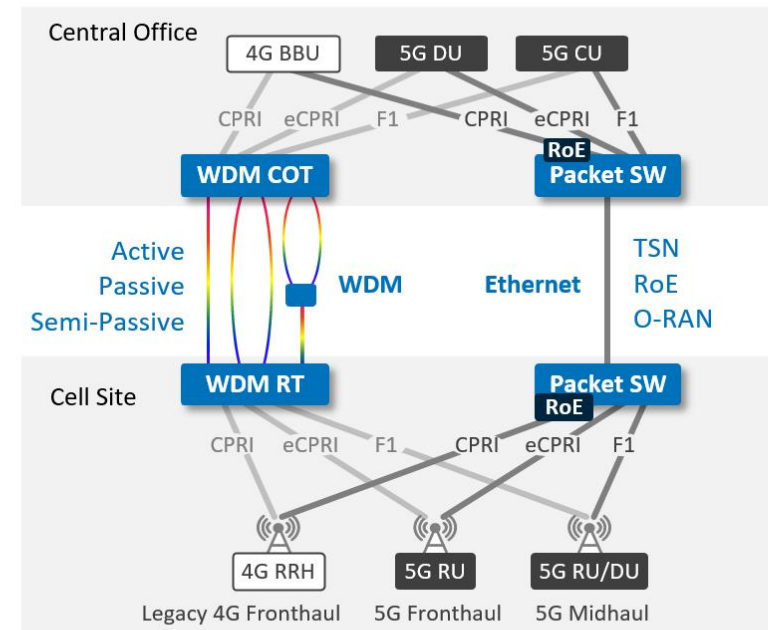 Central Office
4G BBU
5G DU
5G CU
CPRI
eCPRI
F1
CPRI
eCPRI
F1
RoE
WDM COT
Packet SW
Active
Passive
Semi-Passive
WDM
Ethernet
TSN
RoE
O-RAN
Cell Site
WDM RT
Packet SW
RoE
CPRI
eCPRI
F1
CPRI
eCPRI
F1
4G RRH
5G RU
5G RU/DU
Legacy 4G Fronthaul
5G Fronthaul
5G Midhaul